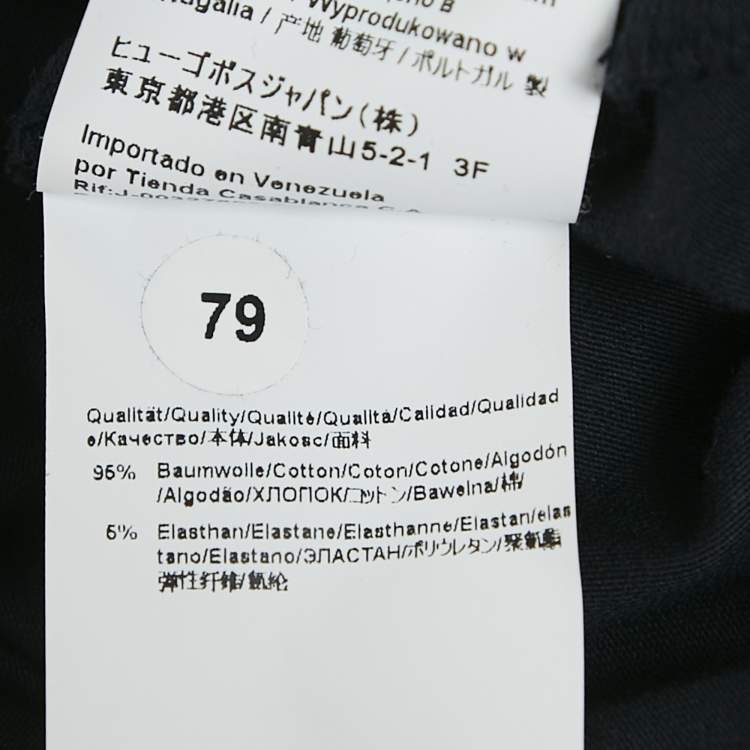 Wyprodukowano w
/ 产地 葡萄牙 / ポルトガル 製
ヒューゴボスジャパン(株)
東京都港区南青山5-2-1 3F
Importado en Venezuela
por Tienda Casablanca C.A.
79
Qualität/Quality/Qualité/Qualità/Calidad/Qualidad
e/Качество/本体/Jakosc/面料
95% Baumwolle/Cotton/Coton/Cotone/Algodón
/Algodão/ХЛОПОК/コットン/Bawelna/棉/
5% Elasthan/Elastane/Elasthanne/Elastan/elas
tano/Elastano/ЭЛАСТАН/ポリウレタン/聚氨酯
弹性纤维/氨纶